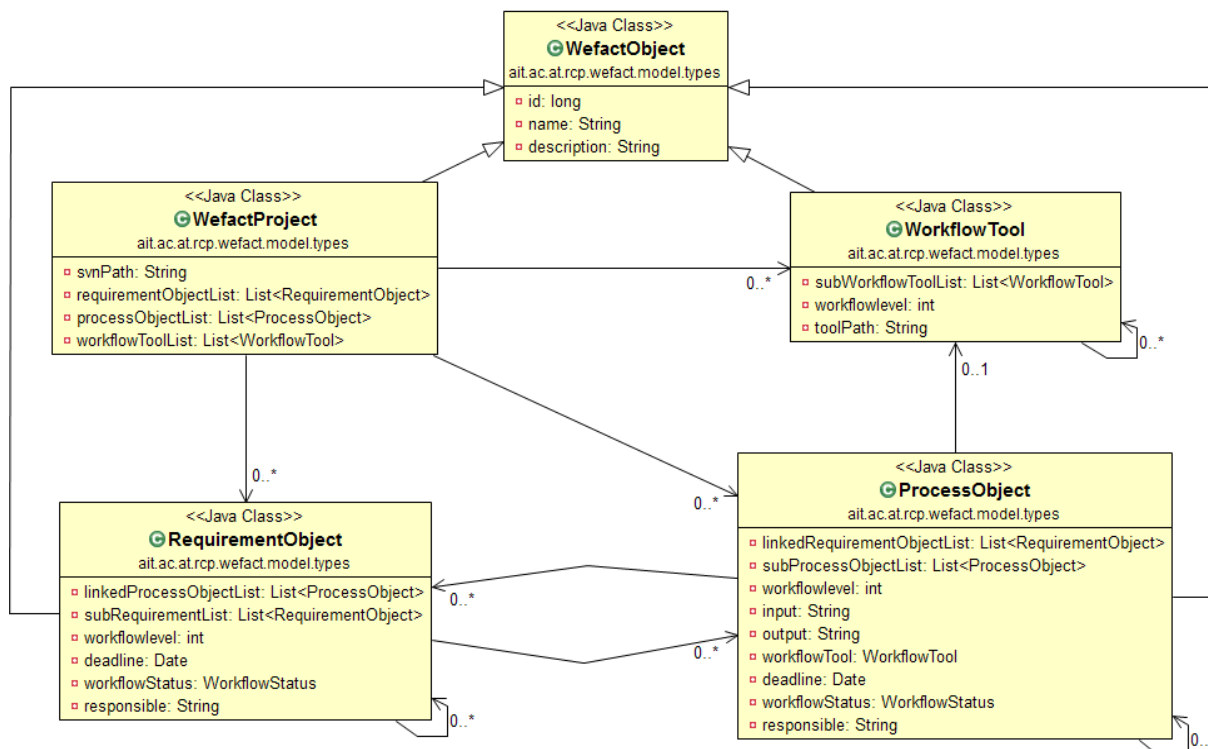 <<Java Class>>
WefactObject
ait.ac.at.rcp.wefact.model.types
id: long
name: String
description: String
<<Java Class>>
WefactProject
ait.ac.at.rcp.wefact.model.types
svnPath: String
requirementObjectList: List<RequirementObject>
processObjectList: List<ProcessObject>
workflowToolList: List<WorkflowTool>
<<Java Class>>
WorkflowTool
ait.ac.at.rcp.wefact.model.types
subWorkflowToolList: List<WorkflowTool>
workflowlevel: int
toolPath: String
0..*
0..*
0..1
0..*
0..*
<<Java Class>>
RequirementObject
ait.ac.at.rcp.wefact.model.types
linkedProcessObjectList: List<ProcessObject>
subRequirementList: List<RequirementObject>
workflowlevel: int
deadline: Date
workflowStatus: WorkflowStatus
responsible: String
0..*
0..*
0..*
<<Java Class>>
ProcessObject
ait.ac.at.rcp.wefact.model.types
linkedRequirementObjectList: List<RequirementObject>
subProcessObjectList: List<ProcessObject>
workflowlevel: int
input: String
output: String
workflowTool: WorkflowTool
deadline: Date
workflowStatus: WorkflowStatus
responsible: String